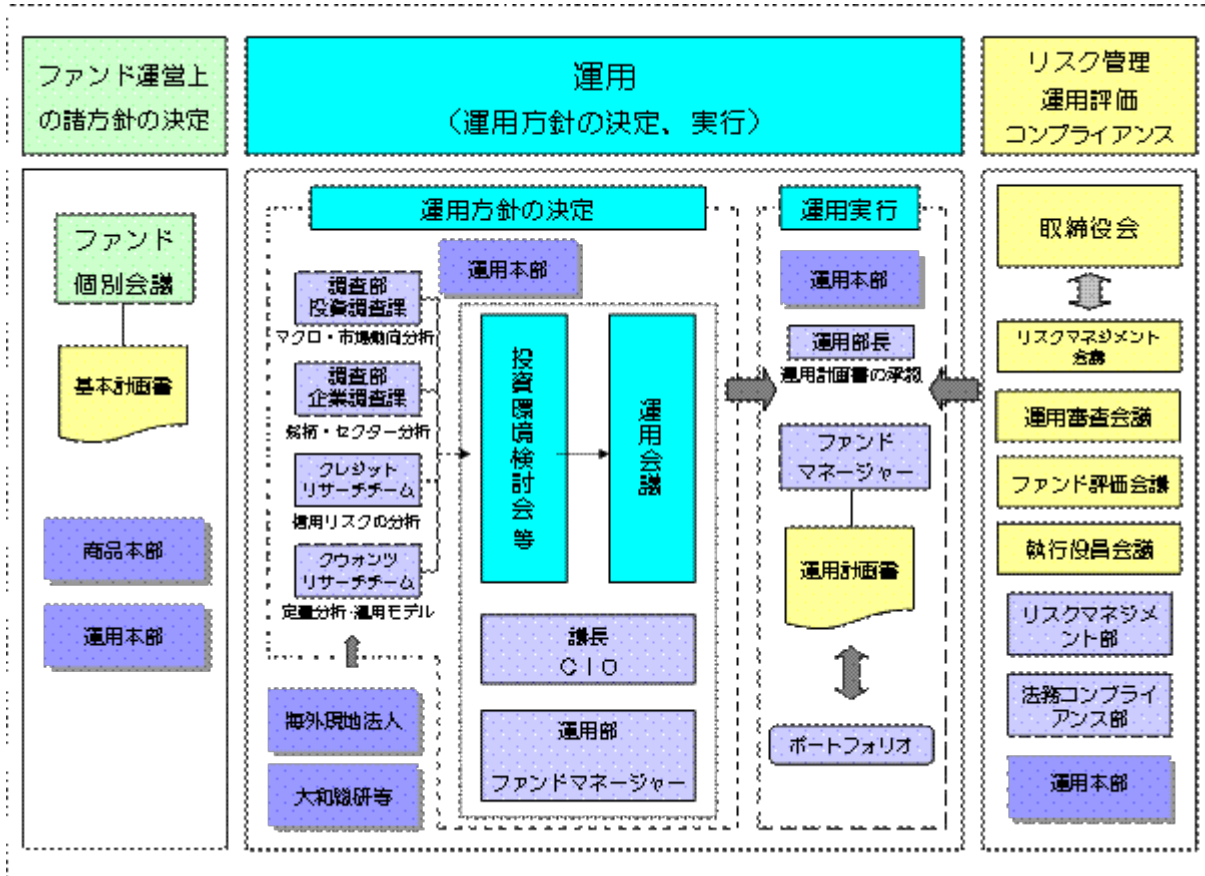 ファンド運営上
の諸方針の決定
運用
（運用方針の決定、実行）
リスク管理
運用評価
コンプライアンス
ファンド
個別会議
基本計画書
商品本部
運用本部
運用方針の決定
運用本部
調査部
投資調査課
マクロ・市場動向分析
調査部
企業調査課
銘柄・セクター分析
クレジット
リサーチチーム
信用リスクの分析
クウォンツ
リサーチチーム
定量分析・運用モデル
海外現地法人
大和総研等
投資環境検討会等
運用会議
議長
CIO
運用部
ファンドマネージャー
運用実行
運用本部
運用部長
運用計画書の承認
ファンド
マネージャー
運用計画書
ポートフォリオ
取締役会
リスクマネジメント
会議
運用審査会議
ファンド評価会議
執行役員会議
リスクマネジメ
ント部
法務コンプライ
アンス部
運用本部